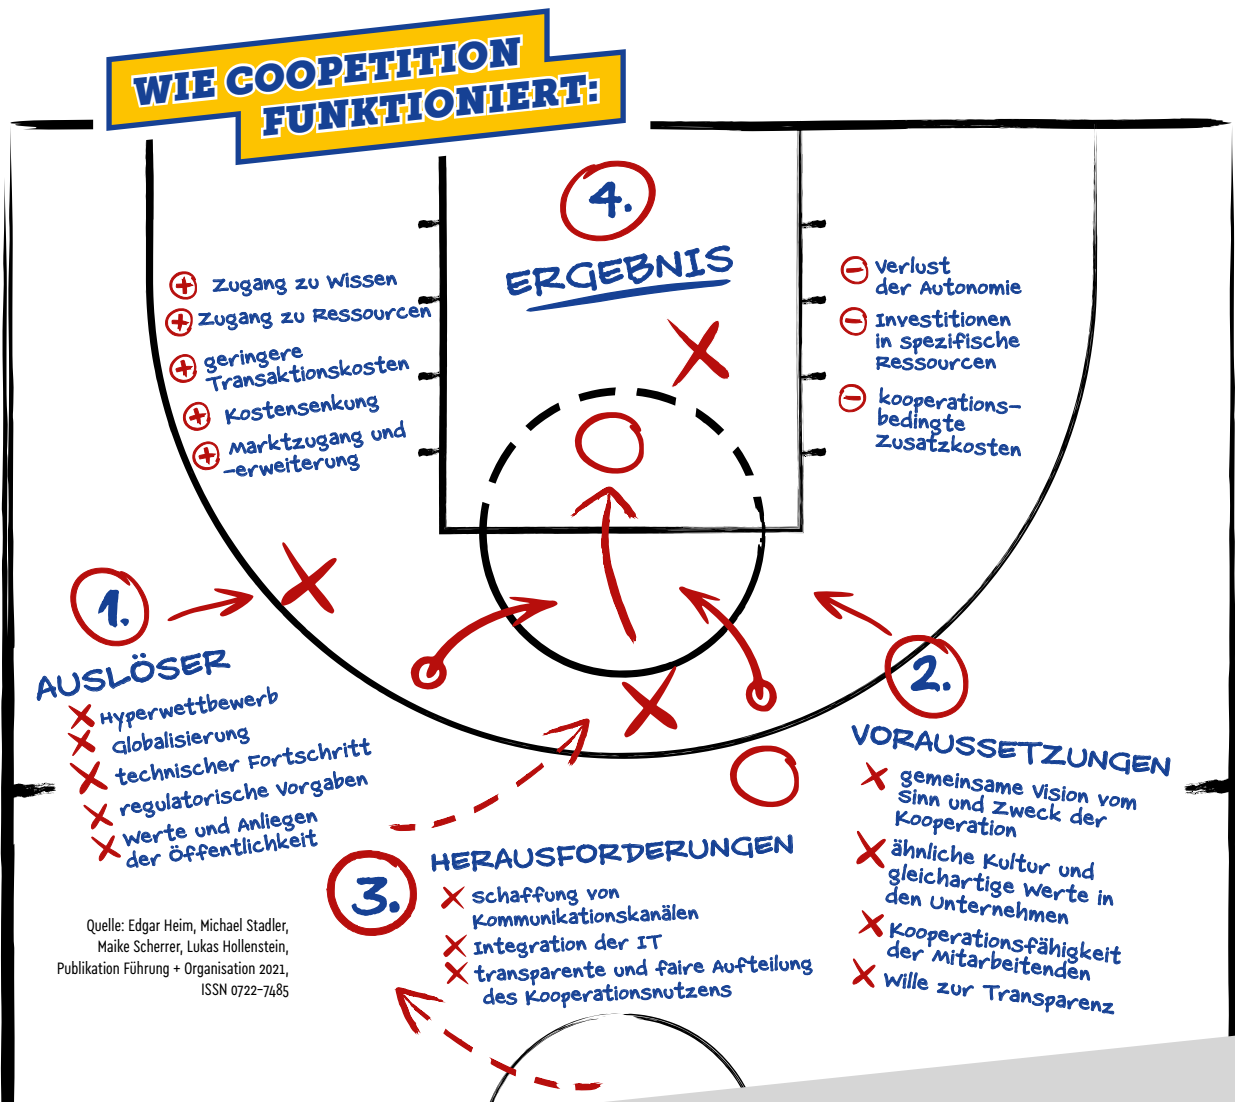 WIE COOPETITION
FUNKTIONIERT:
4.
ERGEBNIS
Zugang zu Wissen
Zugang zu Ressourcen
geringere
Transaktionskosten
Kostensenkung
Marktzugang und
-erweiterung
Verlust
der Autonomie
Investitionen
in spezifische
Ressourcen
kooperations-
bedingte
Zusatzkosten
1.
AUSLÖSER
Hyperwettbewerb
Globalisierung
technischer Fortschritt
regulatorische Vorgaben
Werte und Anliegen
der Öffentlichkeit
2.
VORAUSSETZUNGEN
gemeinsame Vision vom
Sinn und Zweck der
Kooperation
ähnliche Kultur und
gleichartige Werte in
den Unternehmen
Kooperationsfähigkeit
der Mitarbeitenden
Wille zur Transparenz
3.
HERAUSFORDERUNGEN
Schaffung von
Kommunikationskanälen
Integration der IT
transparente und faire Aufteilung
des Kooperationsnutzens
Quelle: Edgar Heim, Michael Stadler,
Maike Scherrer, Lukas Hollenstein,
Publikation Führung + Organisation 2021,
ISSN 0722–7485